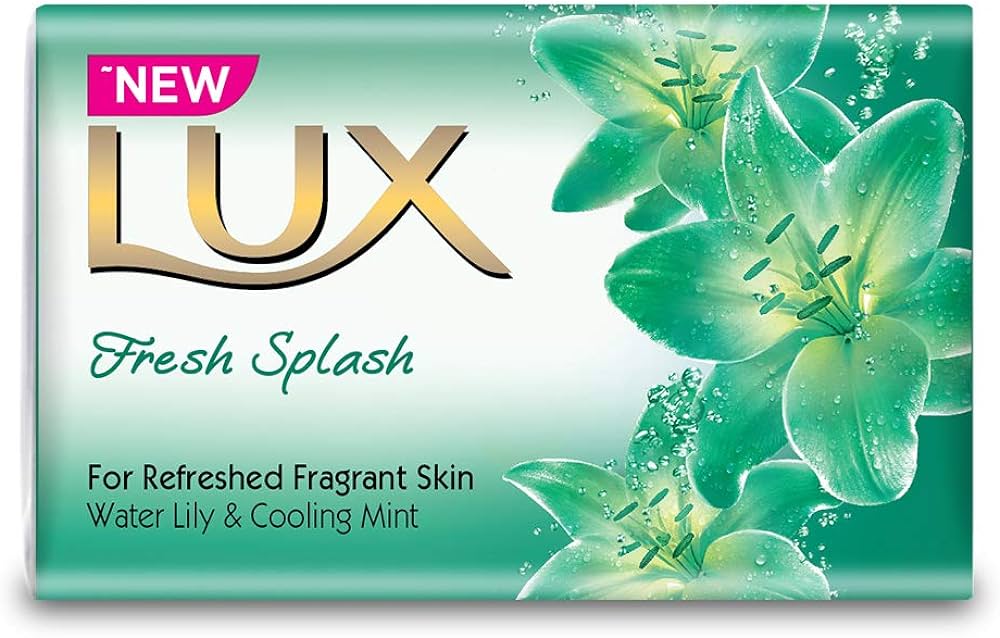 ~NEW
LUX
Fresh Splash
For Refreshed Fragrant Skin
Water Lily & Cooling Mint